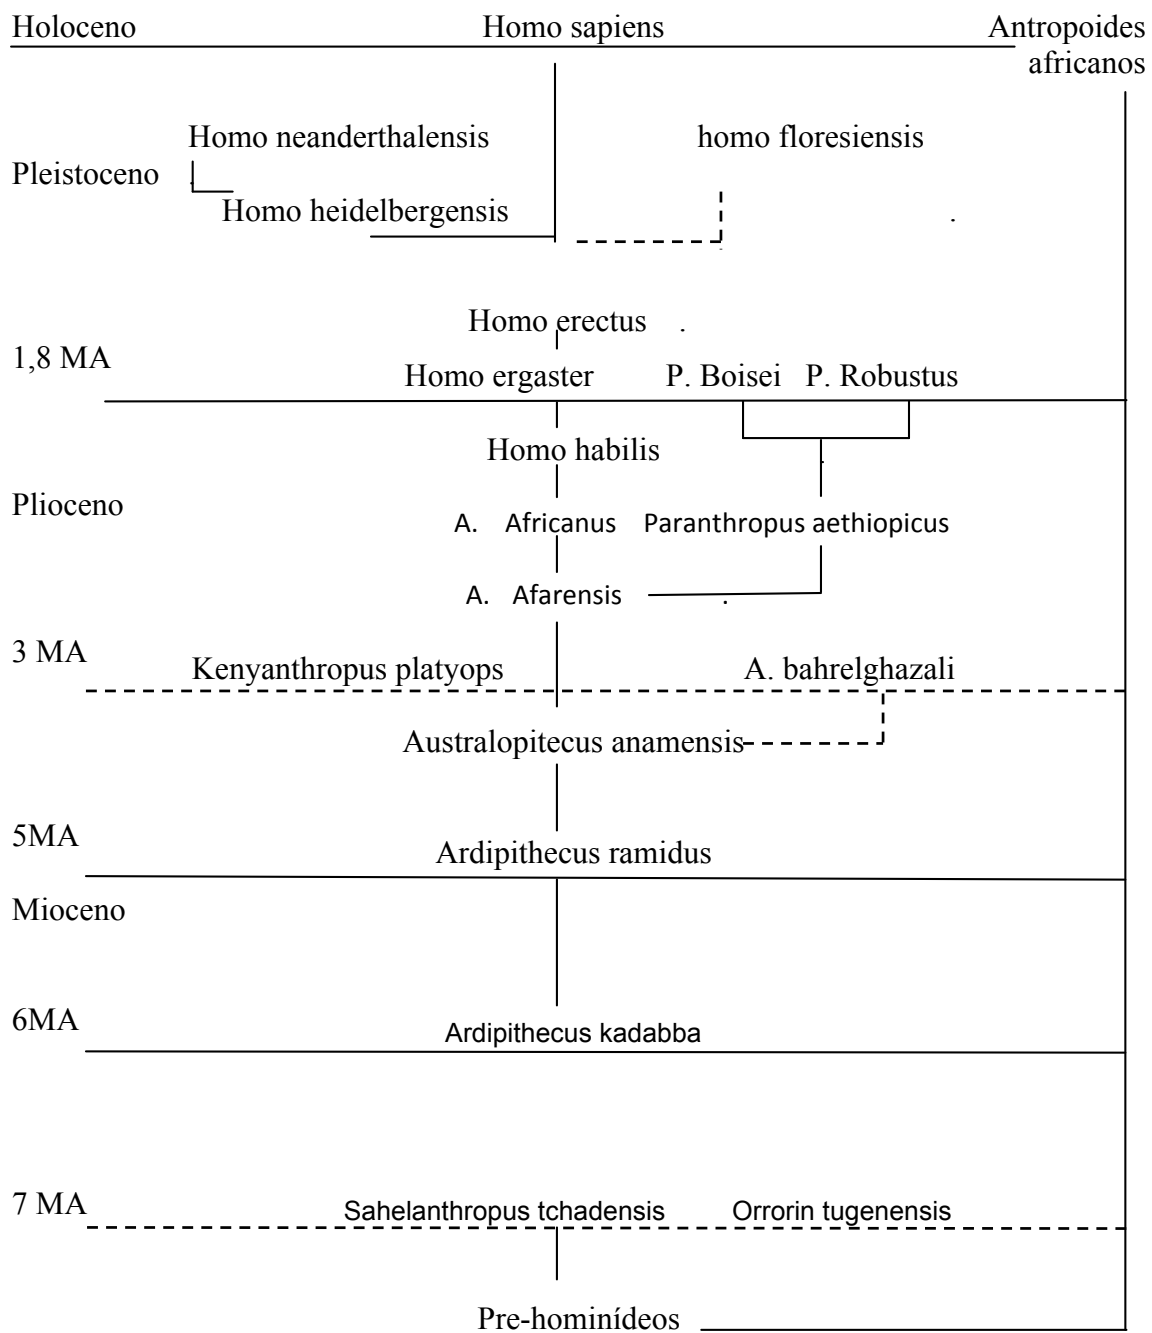 Holoceno Homo sapiens Antropoides
africanos
Homo neanderthalensis homo floresiensis
Pleistoceno
Homo heidelbergensis
Homo erectus
1,8 MA
Homo ergaster P. Boisei P. Robustus
Homo habilis
Plioceno
A. Africanus Paranthropus aethiopicus
A. Afarensis
3 MA
Kenyanthropus platyops A. bahrelghazali
Australopitecus anamensis
5MA
Ardipithecus ramidus
Mioceno
6MA
Ardipithecus kadabba
7 MA
Sahelanthropus tchadensis Orrorin tugenensis
Pre-hominídeos